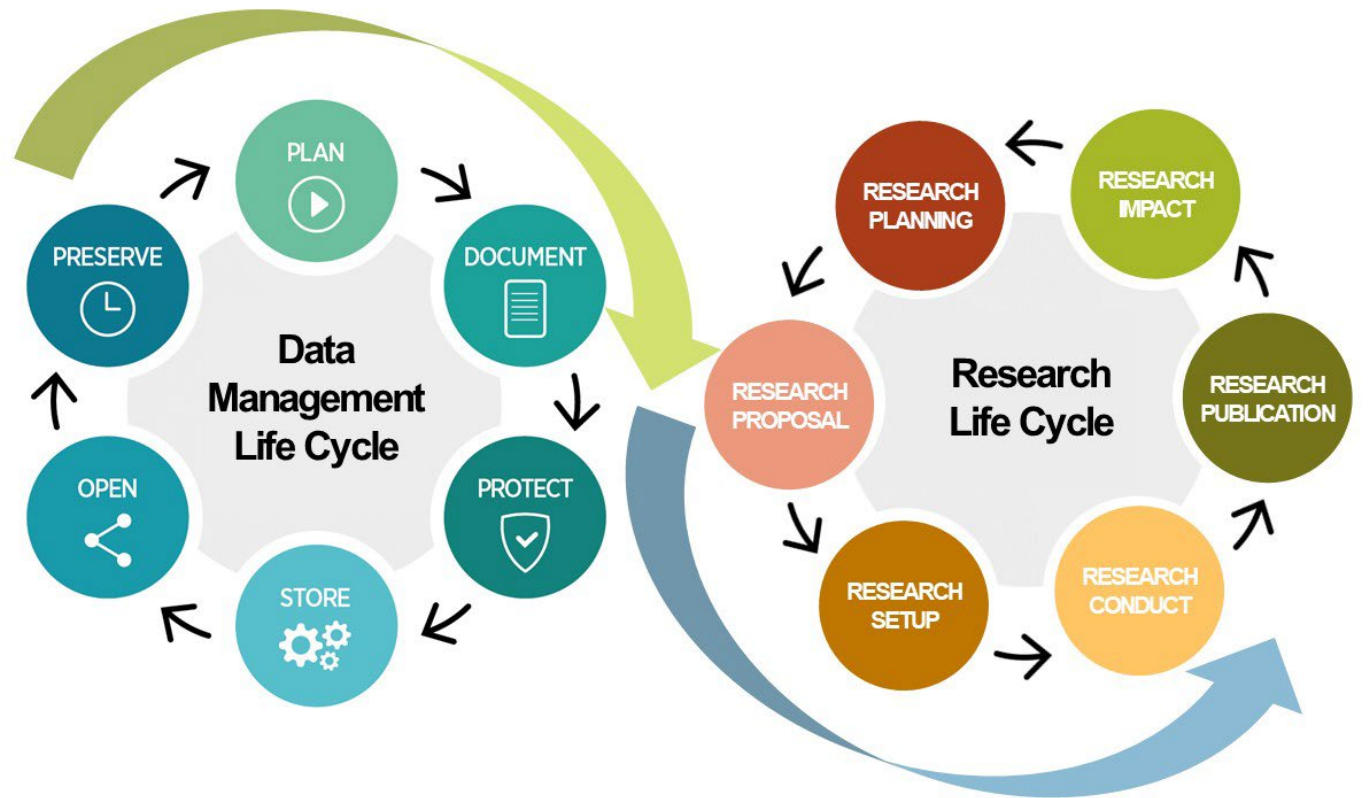 PLAN
DOCUMENT
PROTECT
STORE
OPEN
PRESERVE
Data
Management
Life Cycle
RESEARCH
PLANNING
RESEARCH
PROPOSAL
RESEARCH
SETUP
RESEARCH
CONDUCT
RESEARCH
PUBLICATION
RESEARCH
IMPACT
Research
Life Cycle